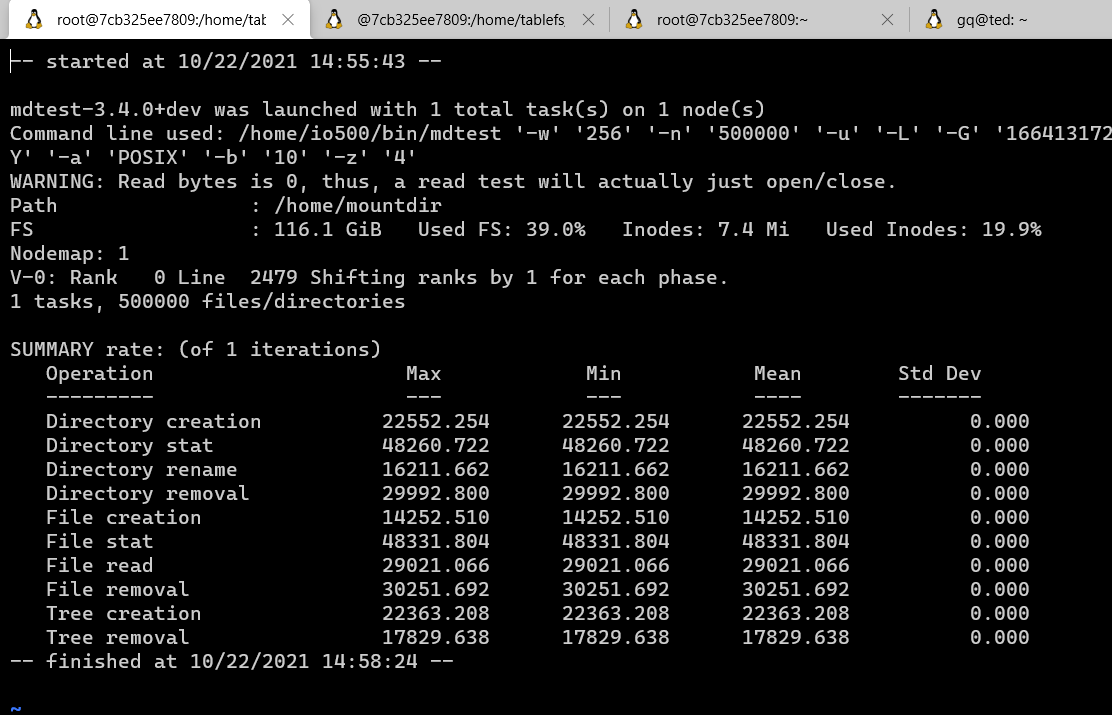 root@7cb325ee7809:/home/tab @7cb325ee7809:/home/tablefs root@7cb325ee7809:~ gq@ted: ~
-- started at 10/22/2021 14:55:43 --
mdtest-3.4.0+dev was launched with 1 total task(s) on 1 node(s)
Command line used: /home/io500/bin/mdtest '-w' '256' '-n' '500000' '-u' '-L' '-G' '166413172
Y' '-a' 'POSIX' '-b' '10' '-z' '4'
WARNING: Read bytes is 0, thus, a read test will actually just open/close.
Path : /home/mountdir
FS : 116.1 GiB Used FS: 39.0% Inodes: 7.4 Mi Used Inodes: 19.9%
Nodemap: 1
V-0: Rank 0 Line 2479 Shifting ranks by 1 for each phase.
1 tasks, 500000 files/directories
SUMMARY rate: (of 1 iterations)
Operation Max Min Mean Std Dev
--------- --- --- ---- -------
Directory creation 22552.254 22552.254 22552.254 0.000
Directory stat 48260.722 48260.722 48260.722 0.000
Directory rename 16211.662 16211.662 16211.662 0.000
Directory removal 29992.800 29992.800 29992.800 0.000
File creation 14252.510 14252.510 14252.510 0.000
File stat 48331.804 48331.804 48331.804 0.000
File read 29021.066 29021.066 29021.066 0.000
File removal 30251.692 30251.692 30251.692 0.000
Tree creation 22363.208 22363.208 22363.208 0.000
Tree removal 17829.638 17829.638 17829.638 0.000
-- finished at 10/22/2021 14:58:24 --
~